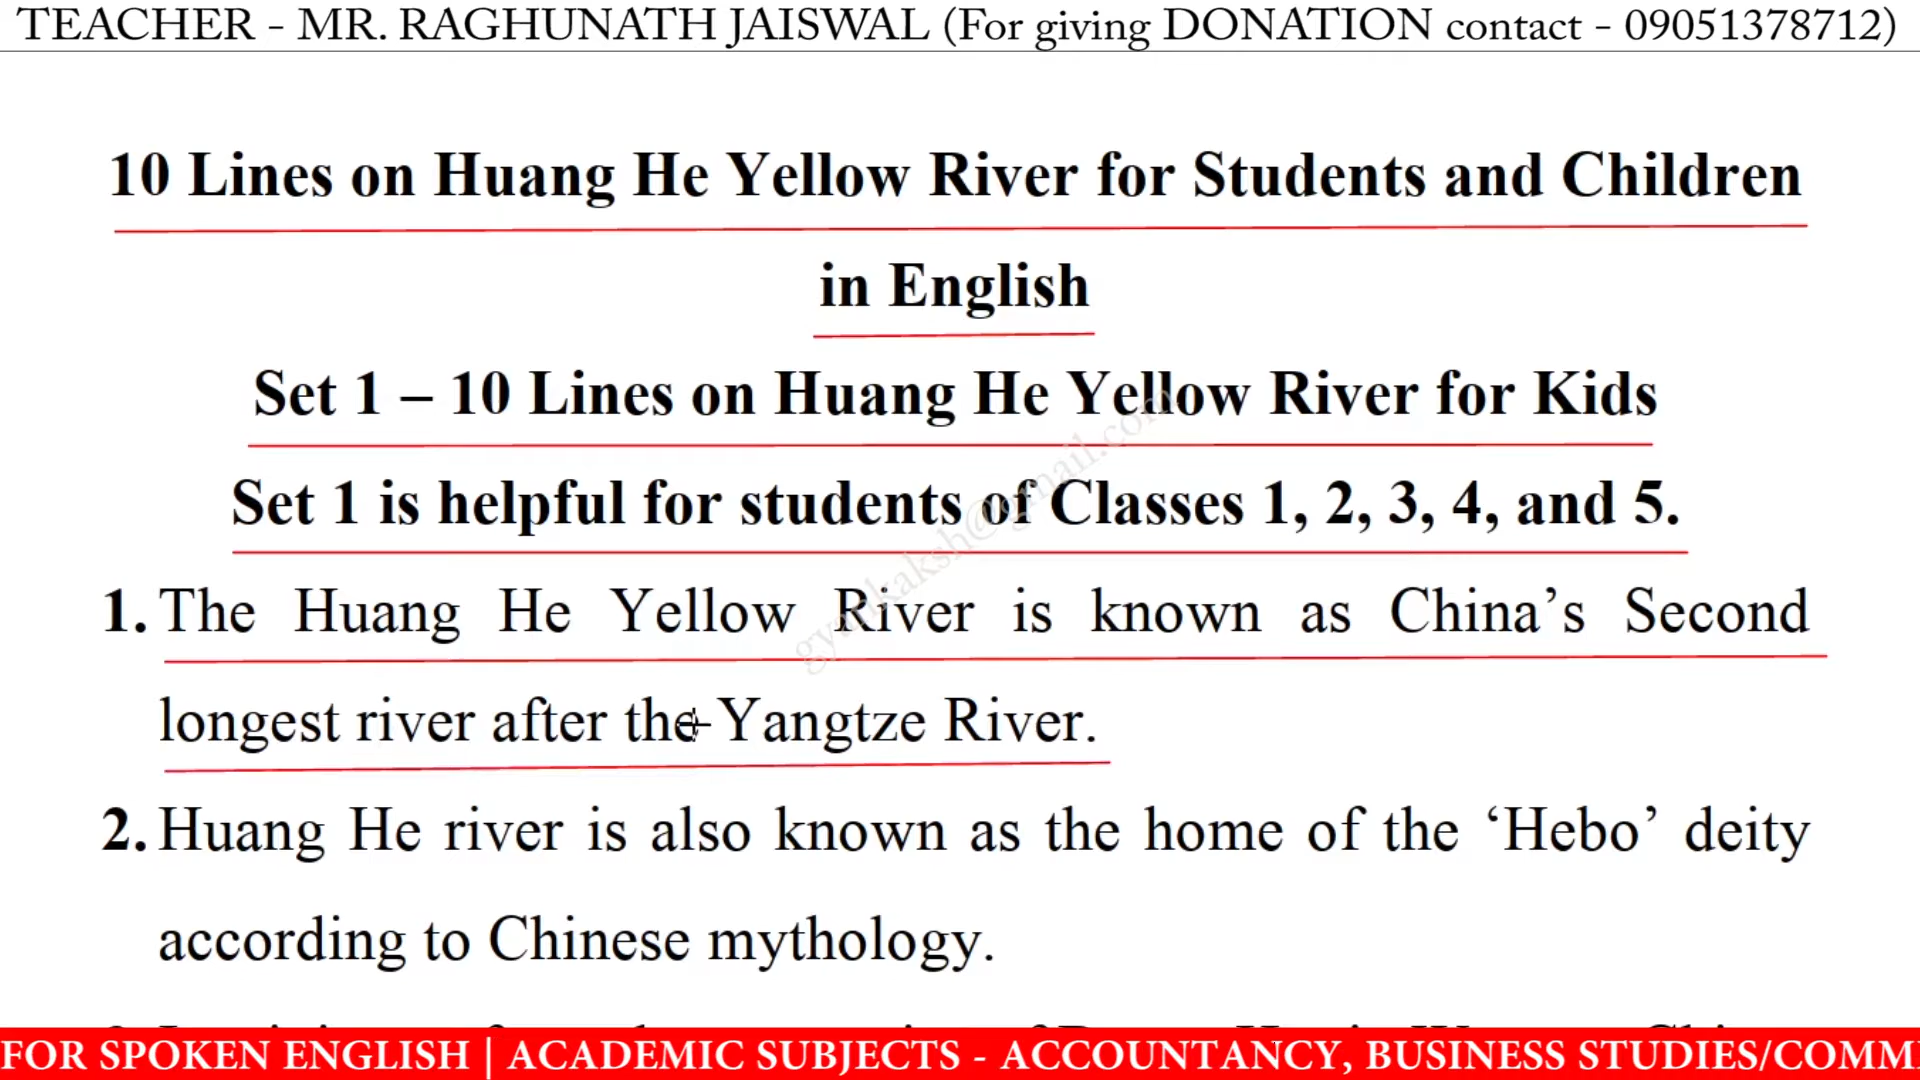 TEACHER - MR. RAGHUNATH JAISWAL (For giving DONATION contact - 09051378712)
10 Lines on Huang He Yellow River for Students and Children
in English
Set 1 – 10 Lines on Huang He Yellow River for Kids
Set 1 is helpful for students of Classes 1, 2, 3, 4, and 5.
1. The Huang He Yellow River is known as China’s Second
longest river after the Yangtze River.
2. Huang He river is also known as the home of the ‘Hebo’ deity
according to Chinese mythology.
gyankaksh@gmail.com
FOR SPOKEN ENGLISH | ACADEMIC SUBJECTS - ACCOUNTANCY, BUSINESS STUDIES/COMM